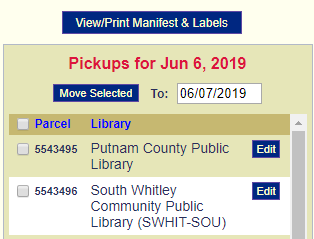 View/Print Manifest & Labels
Pickups for Jun 6, 2019
Move Selected To: 06/07/2019
Parcel Library
5543495 Putnam County Public Edit
Library
5543496 South Whitley Edit
Community Public
Library (SWHIT-SOU)